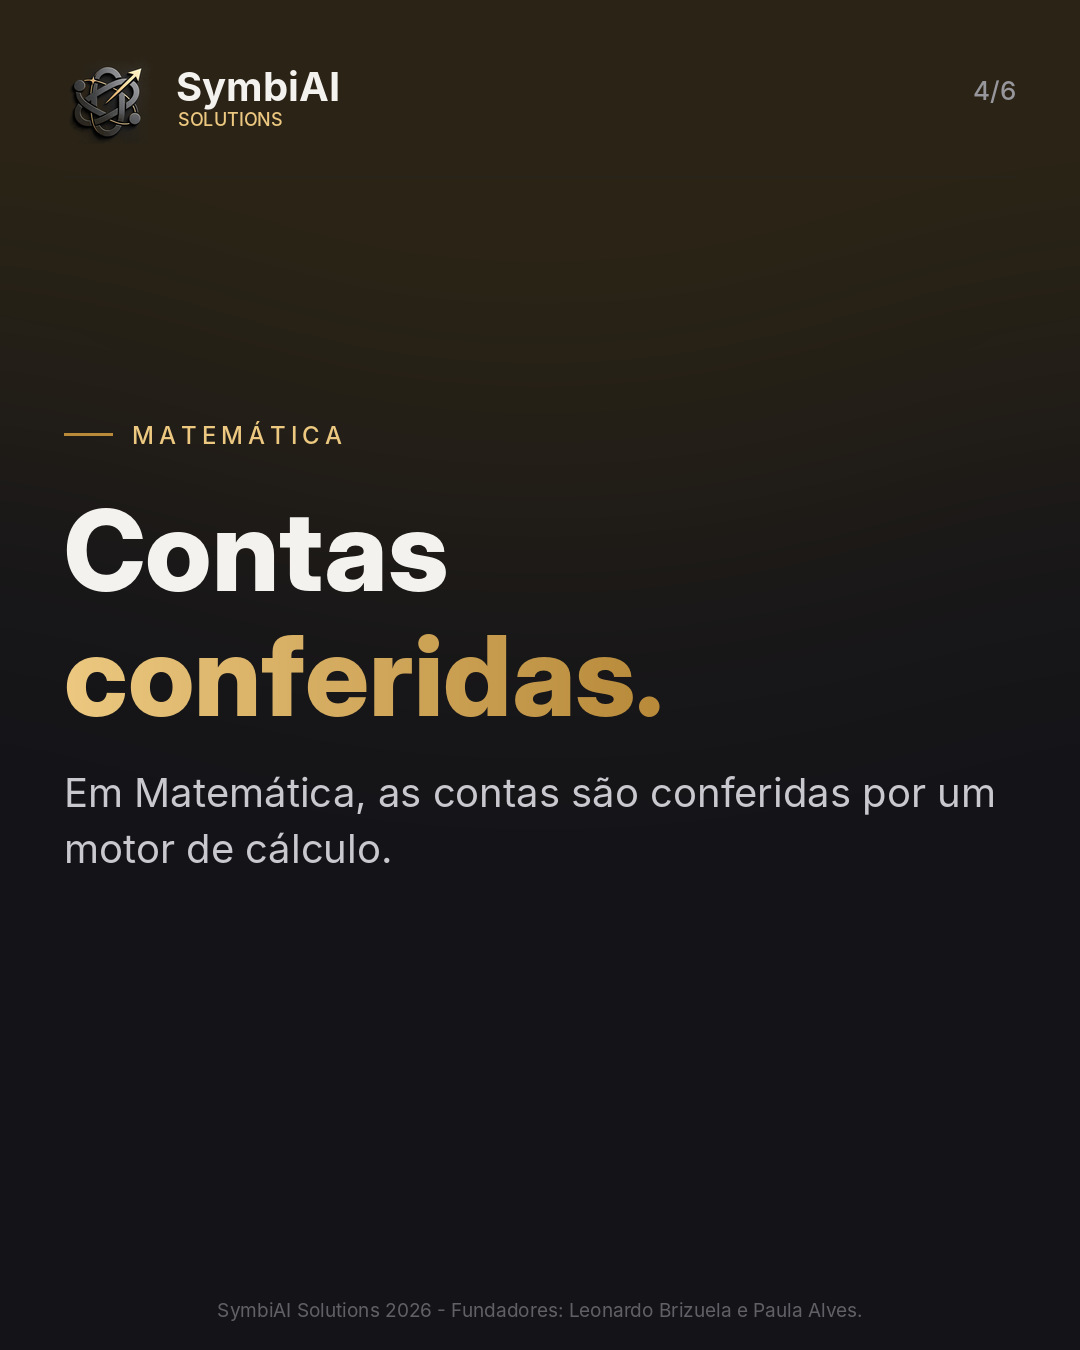 SymbiAI
SOLUTIONS
4/6
MATEMÁTICA
Contas
conferidas.
Em Matemática, as contas são conferidas por um
motor de cálculo.
SymbiAI Solutions 2026 - Fundadores: Leonardo Brizuela e Paula Alves.